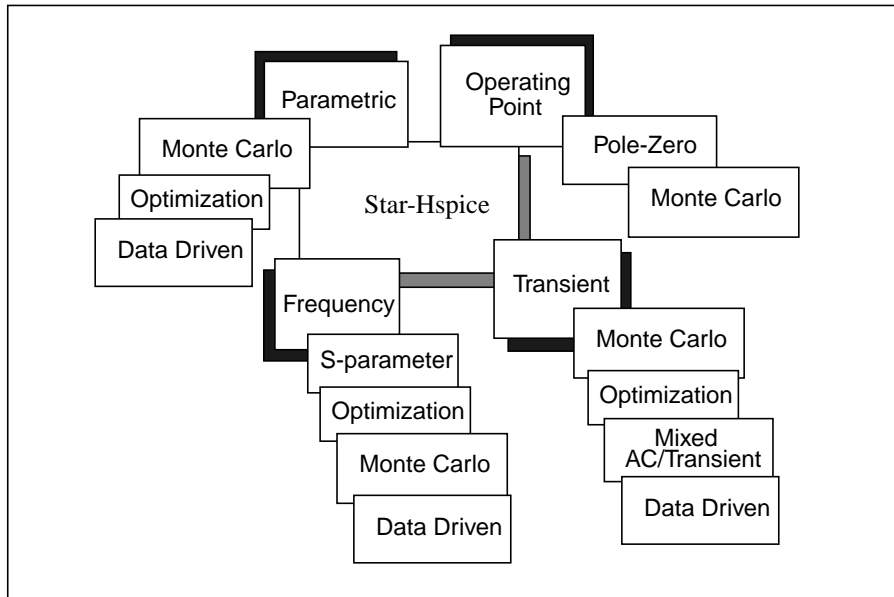 Parametric
Monte Carlo
Optimization
Data Driven
Operating
Point
Pole-Zero
Monte Carlo
Star-Hspice
Frequency
S-parameter
Optimization
Monte Carlo
Data Driven
Transient
Monte Carlo
Optimization
Mixed
AC/Transient
Data Driven